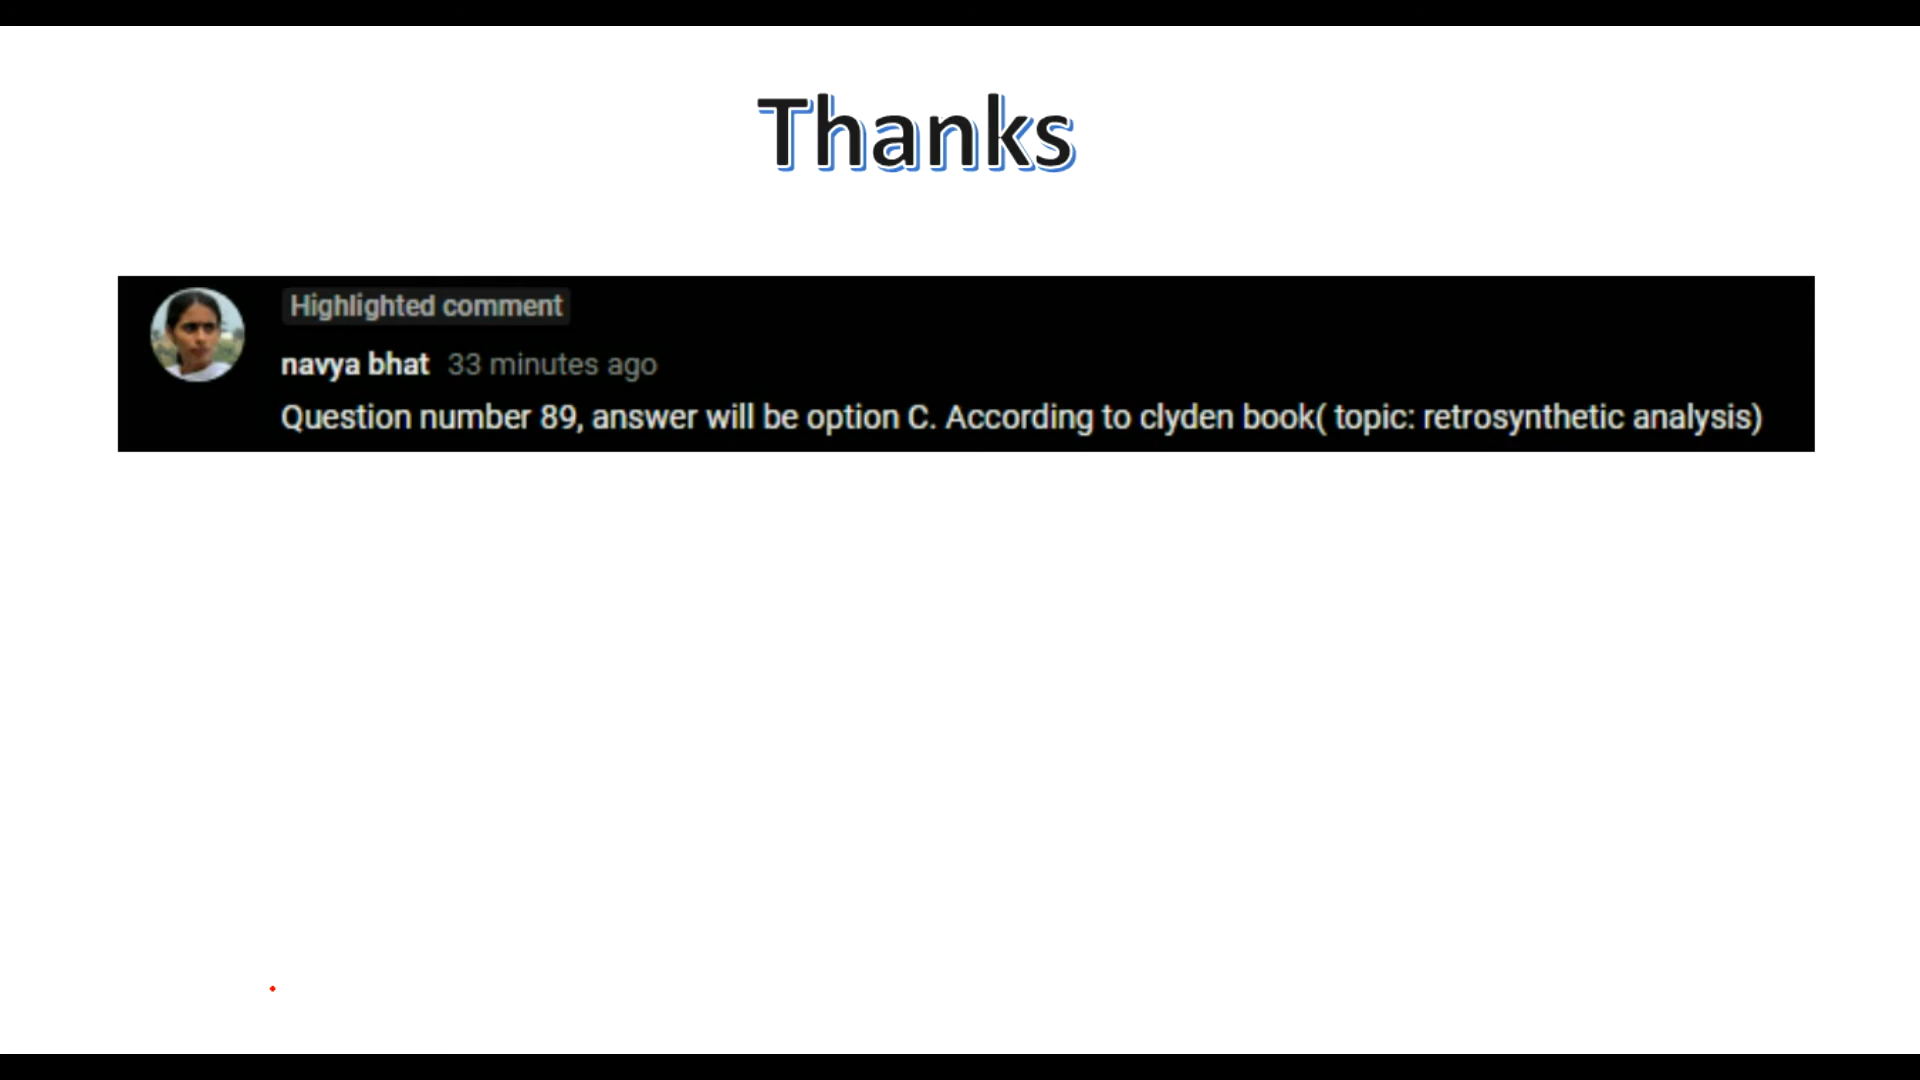 Thanks
Highlighted comment
navya bhat 33 minutes ago
Question number 89, answer will be option C. According to clyden book( topic: retrosynthetic analysis)